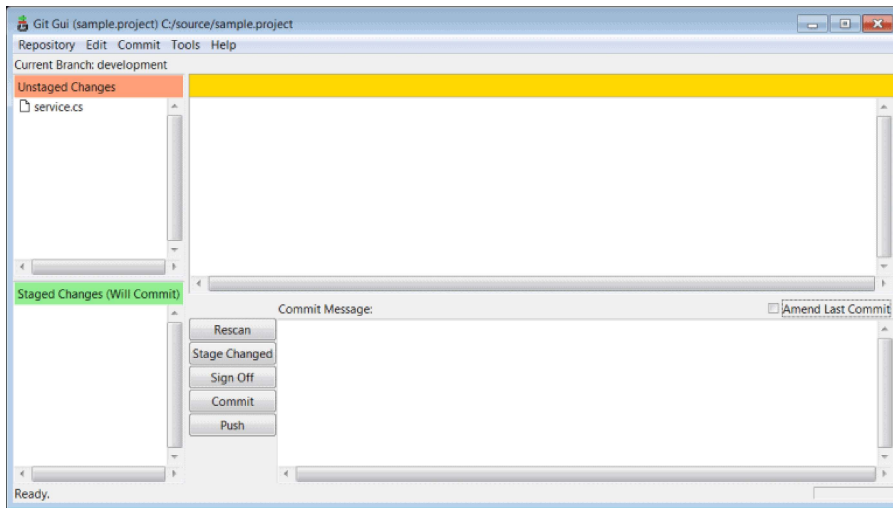 Git Gui (sample.project) C:/source/sample.project
Repository Edit Commit Tools Help
Current Branch: development
Unstaged Changes
service.cs
Staged Changes (Will Commit)
Commit Message:
Amend Last Commit
Rescan
Stage Changed
Sign Off
Commit
Push
Ready.